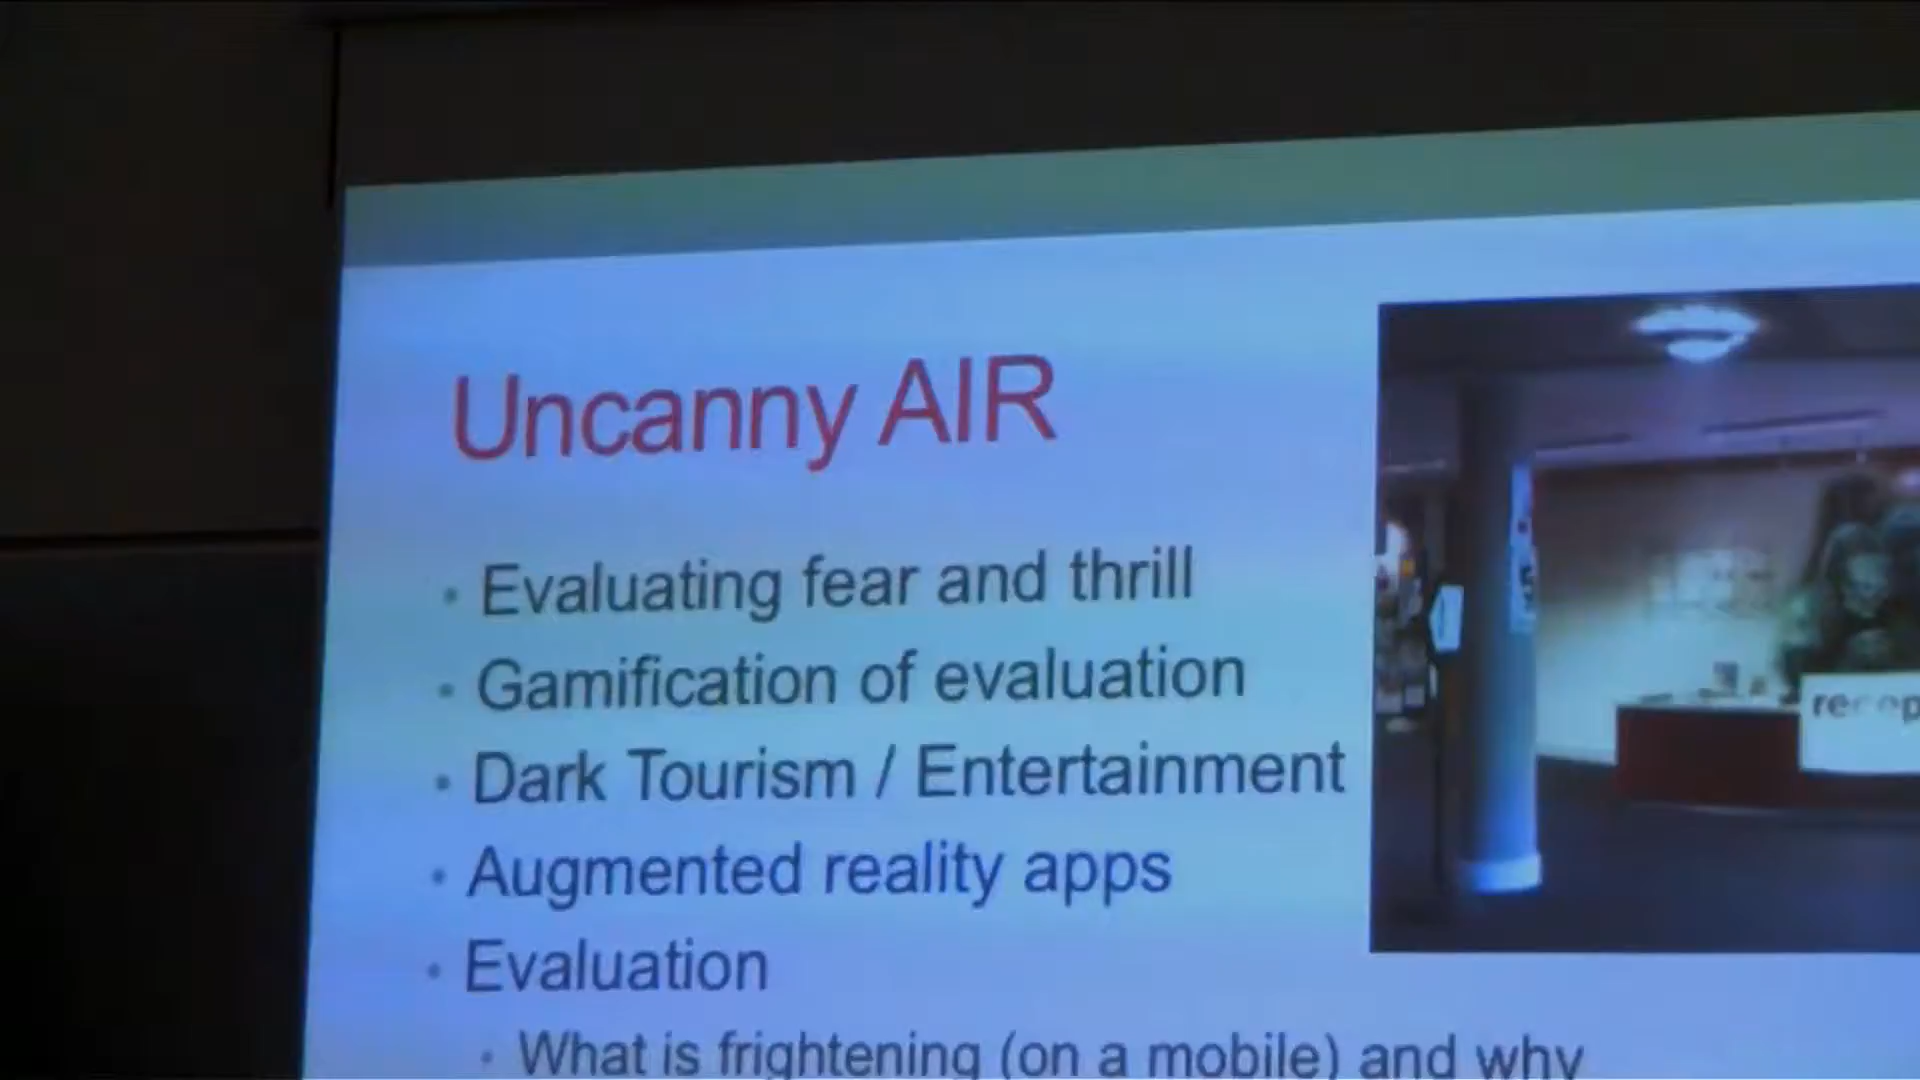 Uncanny AIR
• Evaluating fear and thrill
• Gamification of evaluation
• Dark Tourism / Entertainment
• Augmented reality apps
• Evaluation
• What is frightening (on a mobile) and why